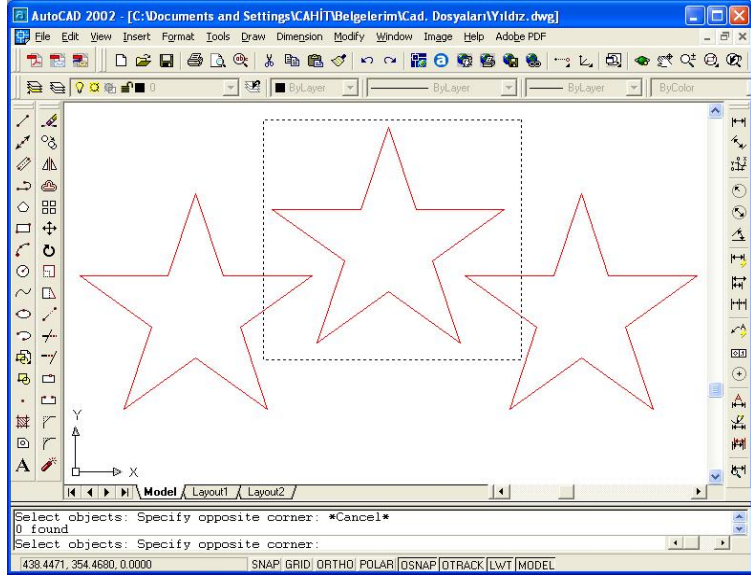 AutoCAD 2002 - [C:\Documents and Settings\CAHİT\Belgelerim\Cad. Dosyaları\Yıldız.dwg]
File Edit View Insert Format Tools Draw Dimension Modify Window Image Help Adobe PDF
0 ByLayer ByLayer ByLayer ByColor
Y
X
A
Model Layout1 Layout2
Select objects: Specify opposite corner: *Cancel*
0 found
Select objects: Specify opposite corner:
438.4471, 354.4680, 0.0000 SNAP GRID ORTHO POLAR OSNAP OTRACK LWT MODEL